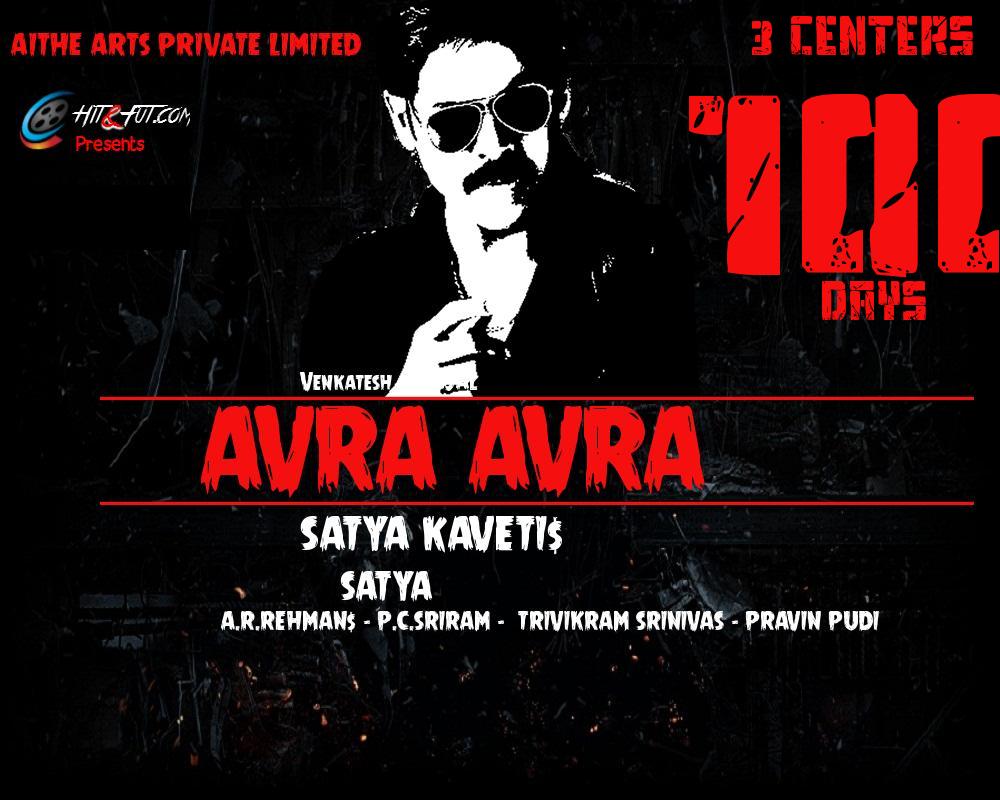 AITHE ARTS PRIVATE LIMITED
3 CENTERS
HIT&FUT.COM
Presents
100
DAYS
VENKATESH
AVRA AVRA
SATYA KAVETI$
SATYA
A.R.REHMAN$ - P.C.SRIRAM - TRIVIKRAM SRINIVAS - PRAVIN PUDI